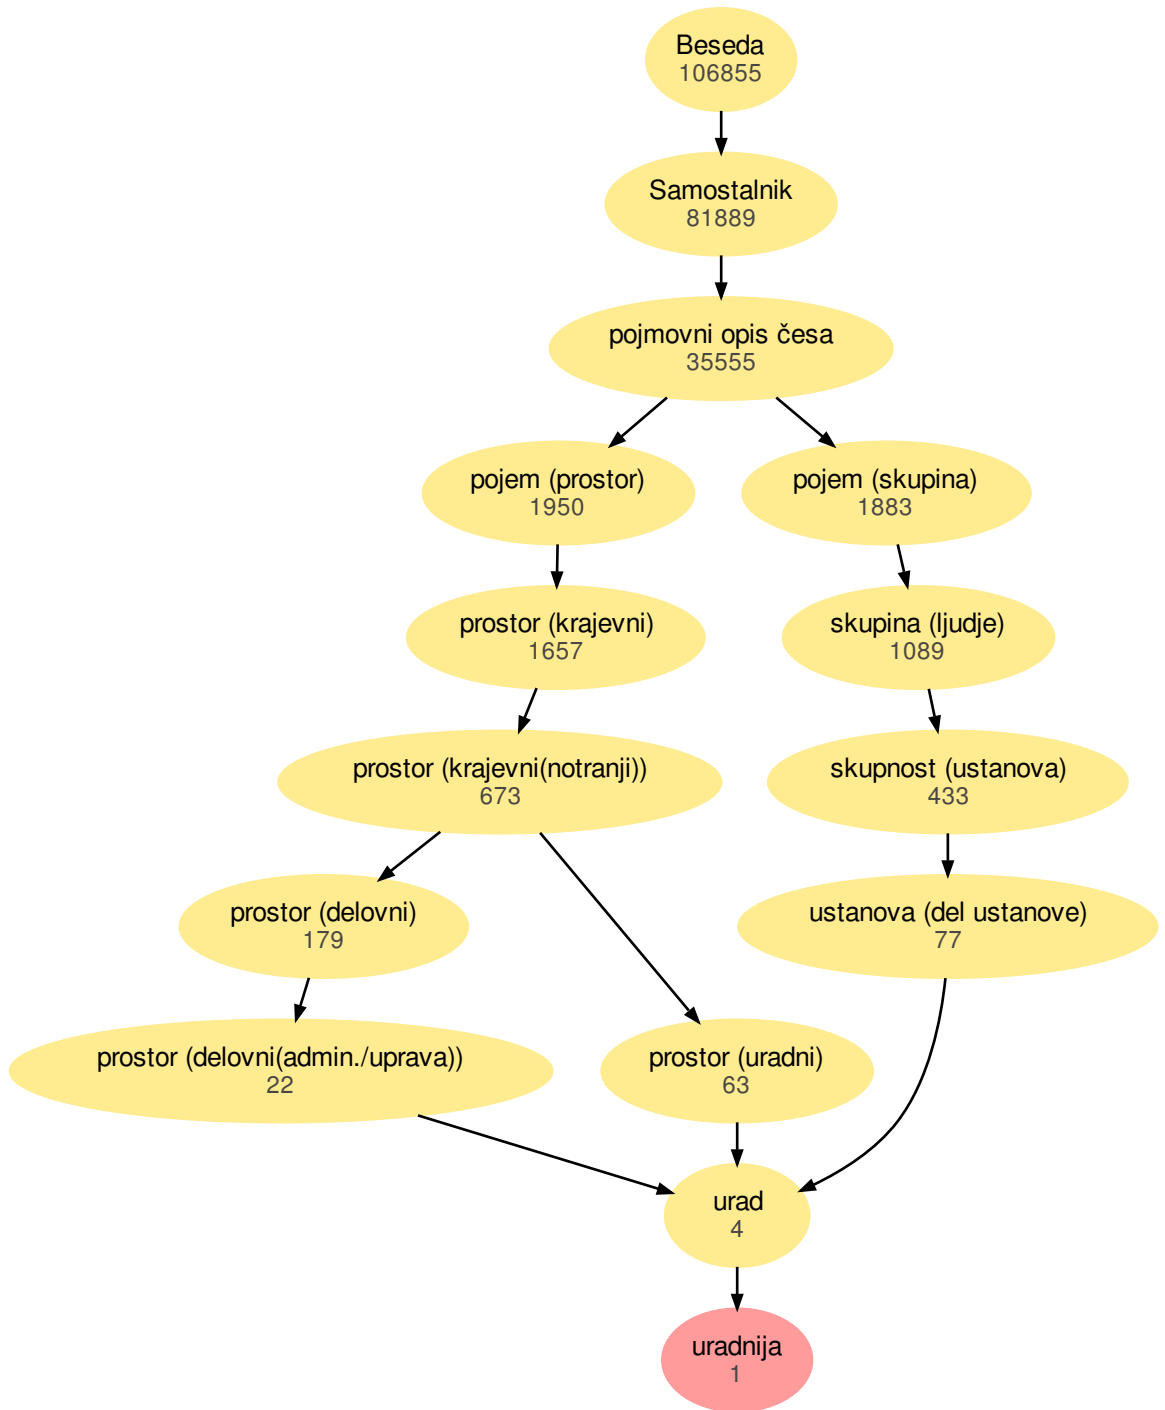 Beseda
106855
Samostalnik
81889
pojmovni opis česa
35555
pojem (prostor)
1950
pojem (skupina)
1883
prostor (krajevni)
1657
skupina (ljudje)
1089
prostor (krajevni(notranji))
673
skupnost (ustanova)
433
prostor (delovni)
179
ustanova (del ustanove)
77
prostor (delovni(admin./uprava))
22
prostor (uradni)
63
urad
4
uradnija
1